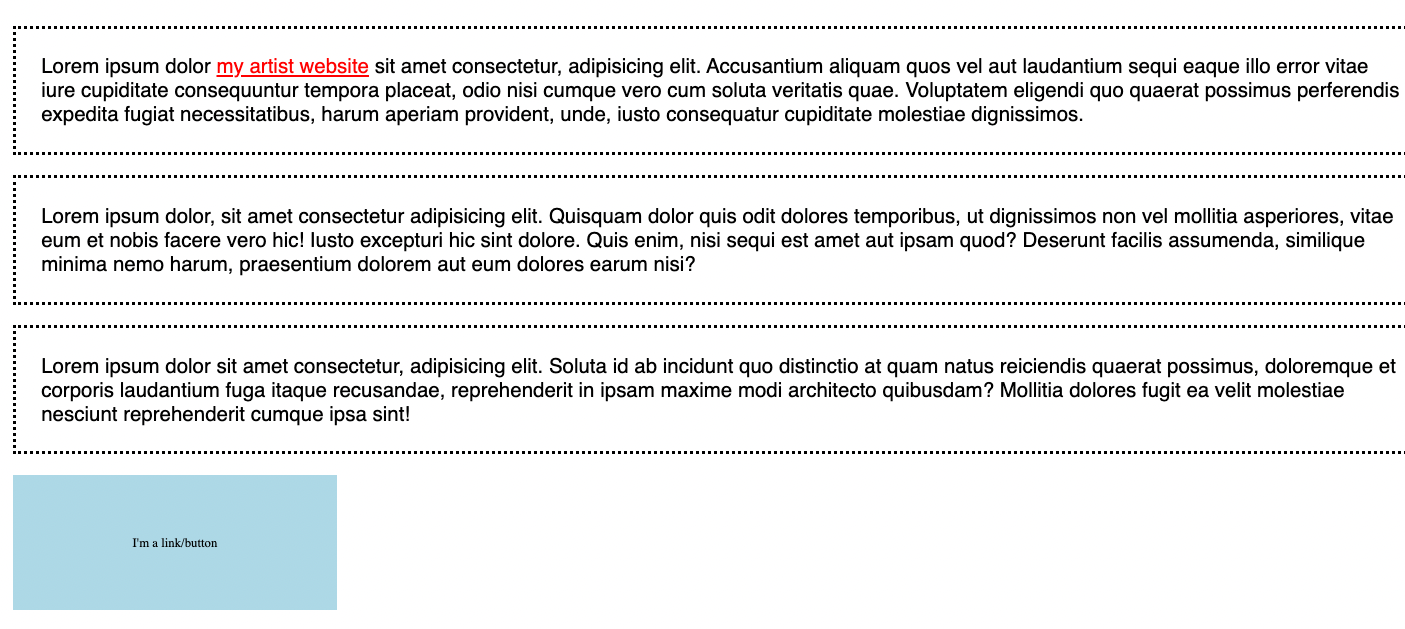 Lorem ipsum dolor my artist website sit amet consectetur, adipisicing elit. Accusantium aliquam quos vel aut laudantium sequi eaque illo error vitae
iure cupiditate consequuntur tempora placeat, odio nisi cumque vero cum soluta veritatis quae. Voluptatem eligendi quo quaerat possimus perferendis
expedita fugiat necessitatibus, harum aperiam provident, unde, iusto consequatur cupiditate molestiae dignissimos.
Lorem ipsum dolor, sit amet consectetur adipisicing elit. Quisquam dolor quis odit dolores temporibus, ut dignissimos non vel mollitia asperiores, vitae
eum et nobis facere vero hic! Iusto excepturi hic sint dolore. Quis enim, nisi sequi est amet aut ipsam quod? Deserunt facilis assumenda, similique
minima nemo harum, praesentium dolorem aut eum dolores earum nisi?
Lorem ipsum dolor sit amet consectetur, adipisicing elit. Soluta id ab incidunt quo distinctio at quam natus reiciendis quaerat possimus, doloremque et
corporis laudantium fuga itaque recusandae, reprehenderit in ipsam maxime modi architecto quibusdam? Mollitia dolores fugit ea velit molestiae
nesciunt reprehenderit cumque ipsa sint!
I'm a link/button